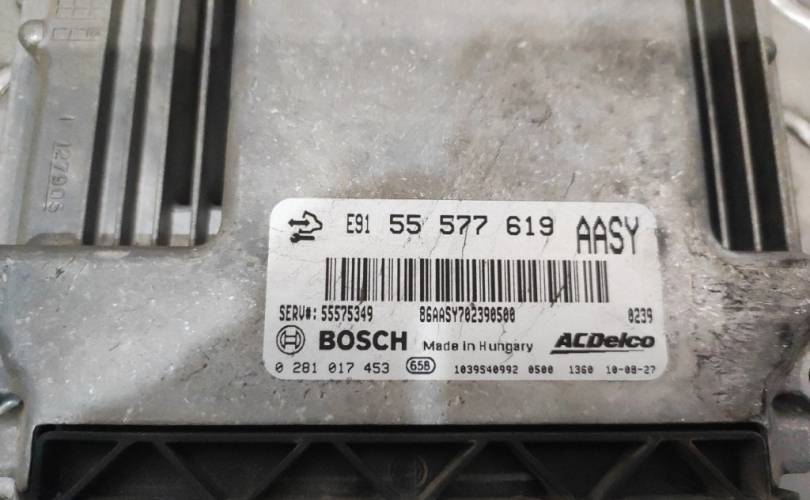 E91 55 577 619 AASY
SERV#: 55575349 86AASY702390500 0239
BOSCH Made in Hungary ACDelco
0 281 017 453 658 1039S40992 0500 1360 10-08-27